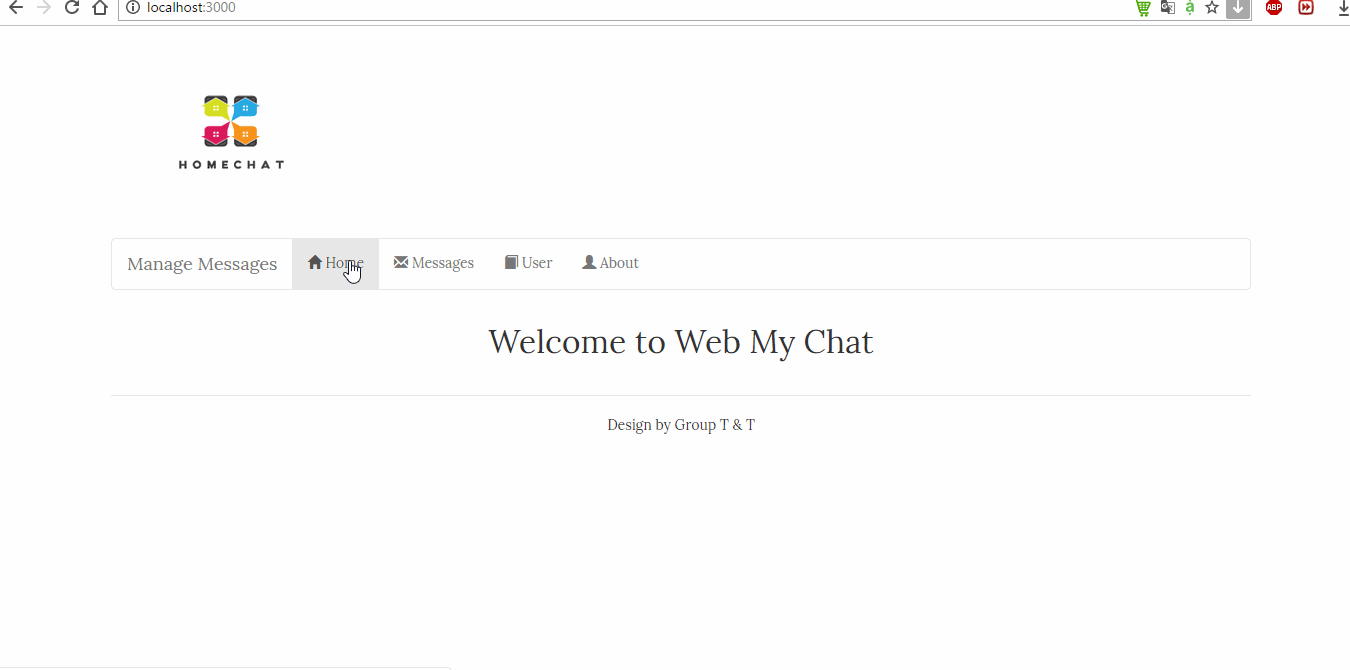 localhost:3000
ABP
HOMECHAT
Manage Messages Home Messages User About
Welcome to Web My Chat
Design by Group T & T